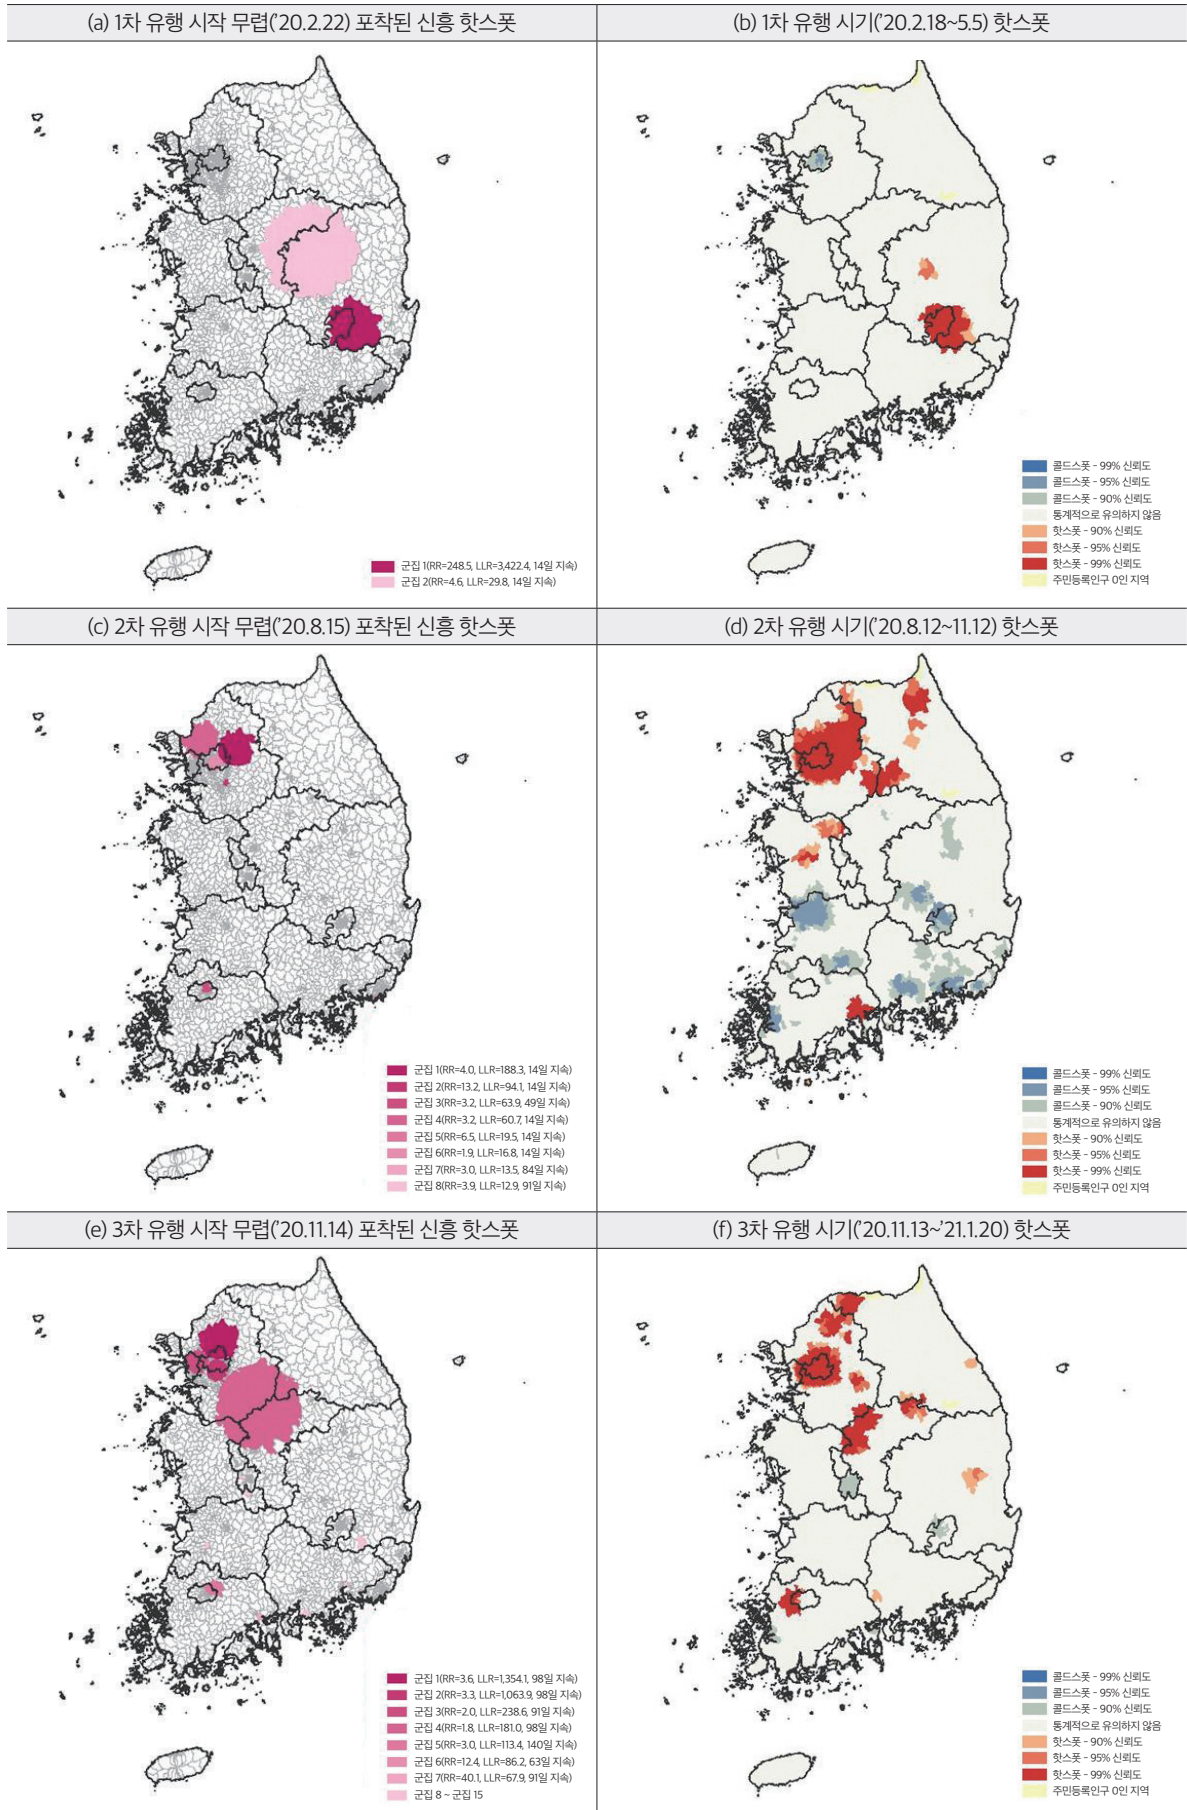 (a) 1차 유행 시작 무렵('20.2.22) 포착된 신흥 핫스폿
(b) 1차 유행 시기('20.2.18~5.5) 핫스폿
군집 1(RR=248.5, LLR=3,422.4, 14일 지속)
군집 2(RR=4.6, LLR=29.8, 14일 지속)
콜드스폿 - 99% 신뢰도
콜드스폿 - 95% 신뢰도
콜드스폿 - 90% 신뢰도
통계적으로 유의하지 않음
핫스폿 - 90% 신뢰도
핫스폿 - 95% 신뢰도
핫스폿 - 99% 신뢰도
주민등록인구 0인 지역
(c) 2차 유행 시작 무렵('20.8.15) 포착된 신흥 핫스폿
(d) 2차 유행 시기('20.8.12~11.12) 핫스폿
군집 1(RR=4.0, LLR=188.3, 14일 지속)
군집 2(RR=13.2, LLR=94.1, 14일 지속)
군집 3(RR=3.2, LLR=63.9, 49일 지속)
군집 4(RR=3.2, LLR=60.7, 14일 지속)
군집 5(RR=6.5, LLR=19.5, 14일 지속)
군집 6(RR=1.9, LLR=16.8, 14일 지속)
군집 7(RR=3.0, LLR=13.5, 84일 지속)
군집 8(RR=3.9, LLR=12.9, 91일 지속)
콜드스폿 - 99% 신뢰도
콜드스폿 - 95% 신뢰도
콜드스폿 - 90% 신뢰도
통계적으로 유의하지 않음
핫스폿 - 90% 신뢰도
핫스폿 - 95% 신뢰도
핫스폿 - 99% 신뢰도
주민등록인구 0인 지역
(e) 3차 유행 시작 무렵('20.11.14) 포착된 신흥 핫스폿
(f) 3차 유행 시기('20.11.13~'21.1.20) 핫스폿
군집 1(RR=3.6, LLR=1,354.1, 98일 지속)
군집 2(RR=3.3, LLR=1,063.9, 98일 지속)
군집 3(RR=2.0, LLR=238.6, 91일 지속)
군집 4(RR=1.8, LLR=181.0, 98일 지속)
군집 5(RR=3.0, LLR=113.4, 140일 지속)
군집 6(RR=12.4, LLR=86.2, 63일 지속)
군집 7(RR=40.1, LLR=67.9, 91일 지속)
군집 8 ~ 군집 15
콜드스폿 - 99% 신뢰도
콜드스폿 - 95% 신뢰도
콜드스폿 - 90% 신뢰도
통계적으로 유의하지 않음
핫스폿 - 90% 신뢰도
핫스폿 - 95% 신뢰도
핫스폿 - 99% 신뢰도
주민등록인구 0인 지역